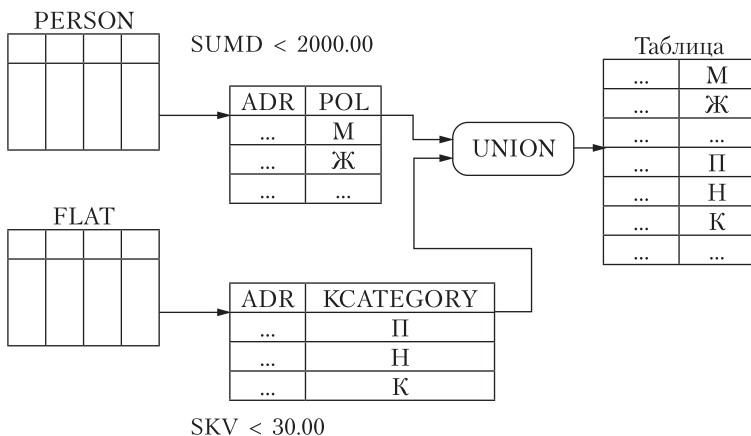 PERSON
SUMD < 2000.00
Таблица
ADR POL
... М
... Ж
... ...
UNION
... М
... Ж
... ...
... П
... Н
... К
... ...
FLAT
ADR KCATEGORY
... П
... Н
... К
SKV < 30.00